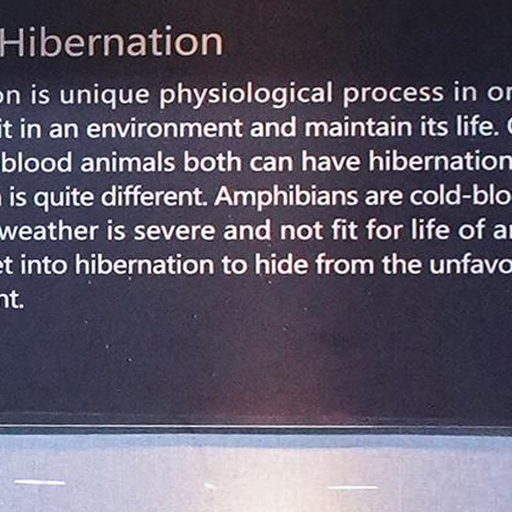 Hibernation
on is unique physiological process in or
it in an environment and maintain its life.
blood animals both can have hibernation
is quite different. Amphibians are cold-blo
weather is severe and not fit for life of a
et into hibernation to hide from the unfavo
nt.